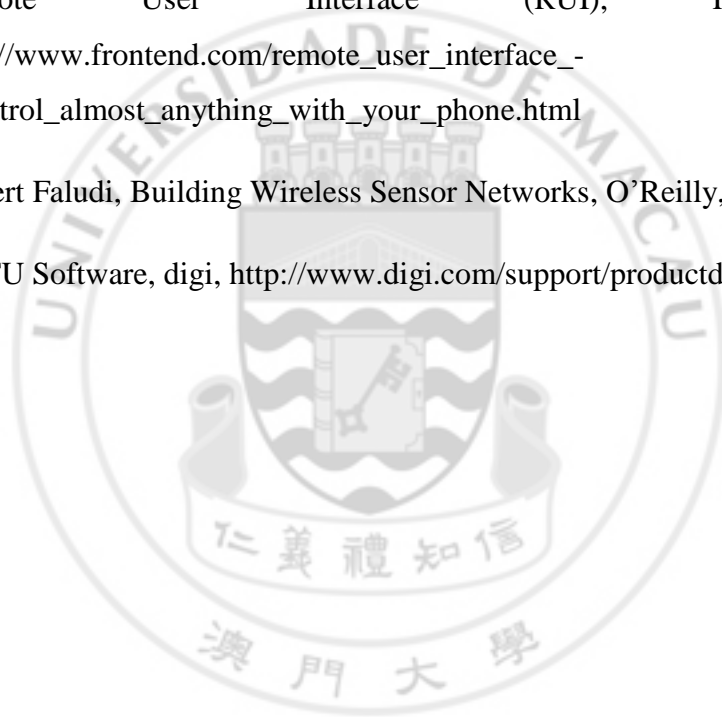 ote User Interface (RUI),
//www.frontend.com/remote_user_interface_-
trol_almost_anything_with_your_phone.html
ert Faludi, Building Wireless Sensor Networks, O’Reilly,
U Software, digi, http://www.digi.com/support/productd
UNIVERSIDADE DE MACAU
仁義禮知信
澳門大學